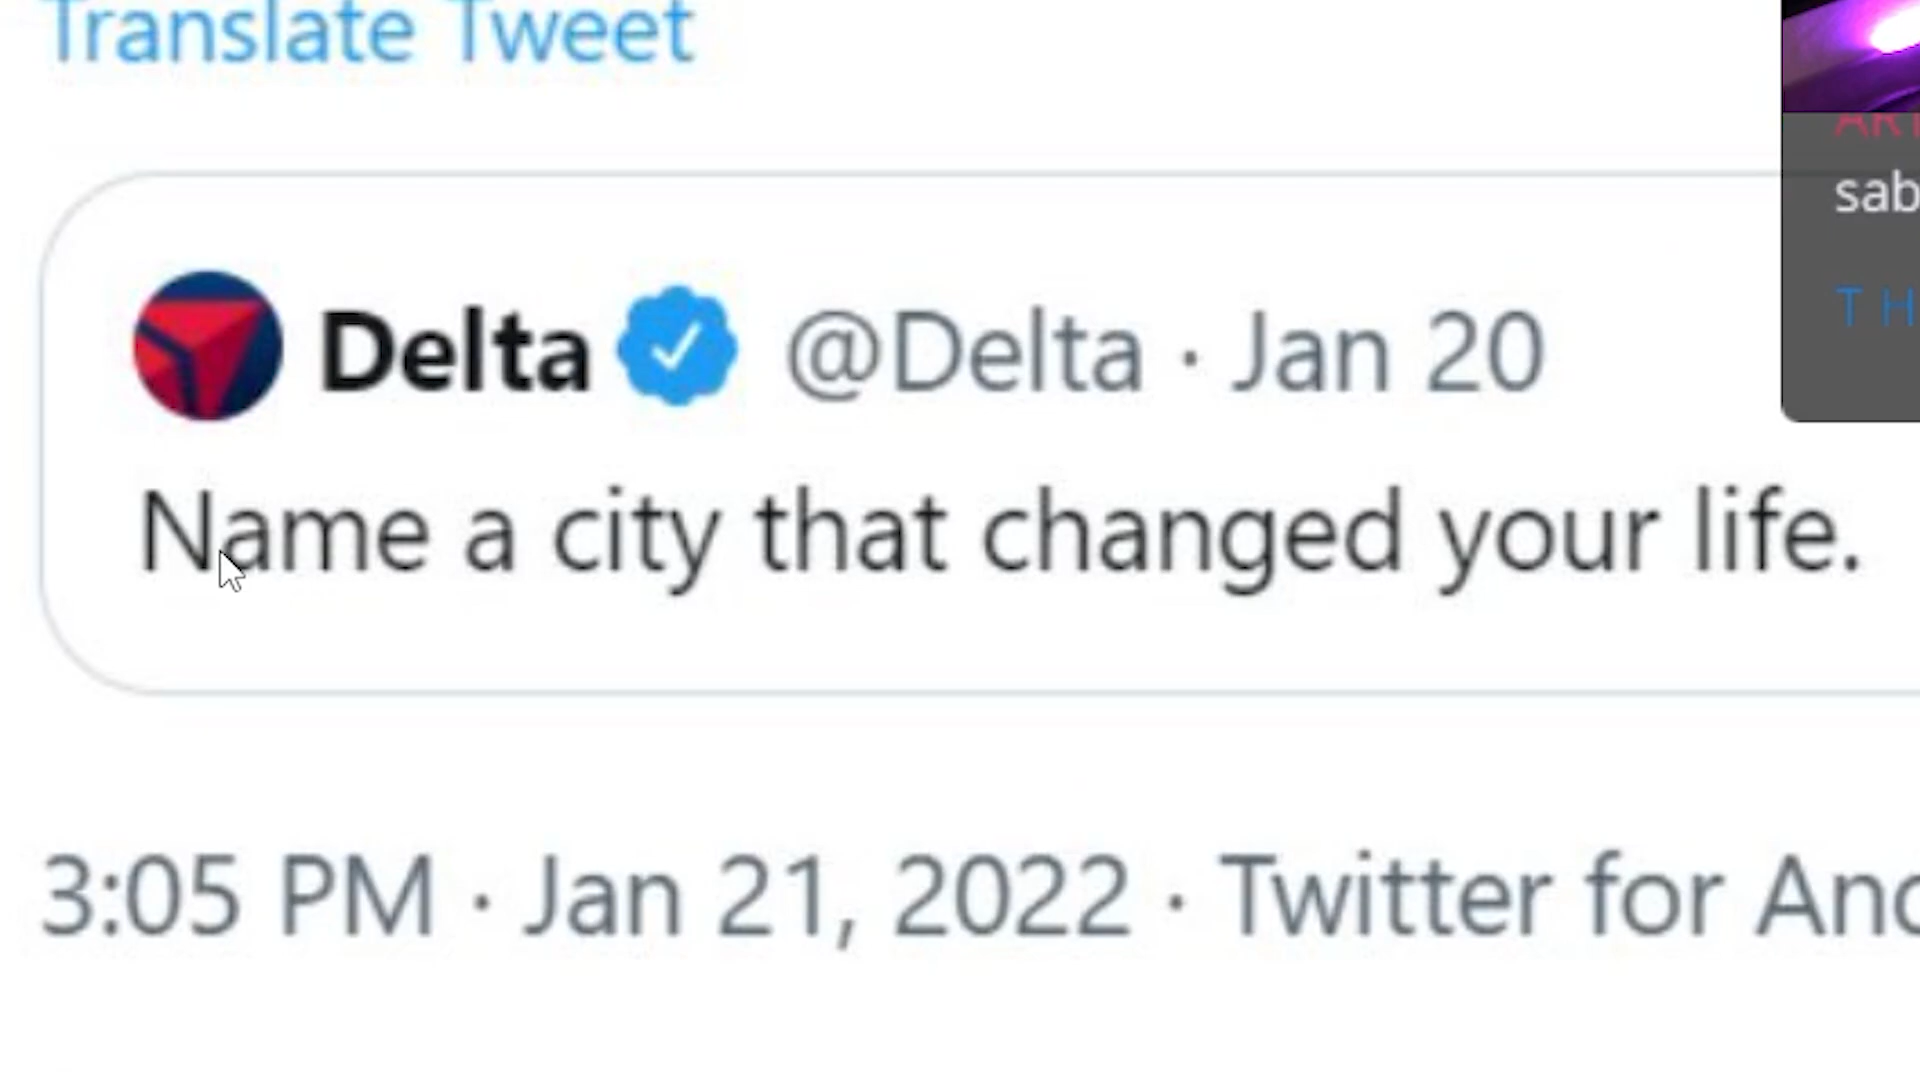 Translate Tweet
Delta @Delta · Jan 20
Name a city that changed your life.
3:05 PM · Jan 21, 2022 · Twitter for
sab
T H